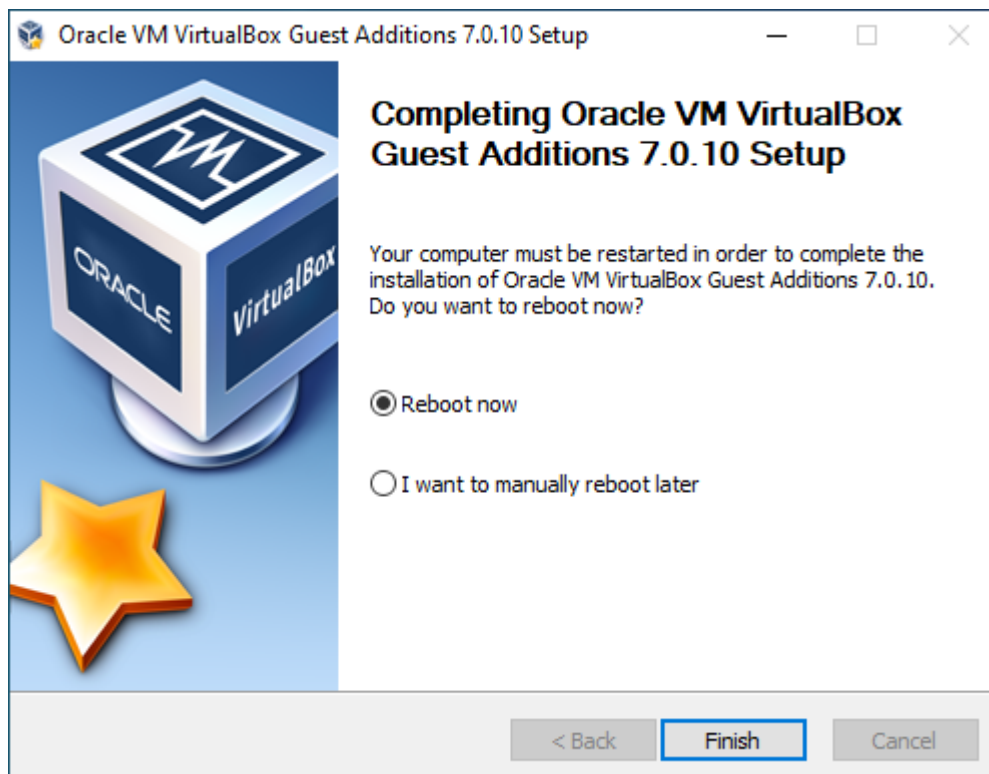 Oracle VM VirtualBox Guest Additions 7.0.10 Setup
Completing Oracle VM VirtualBox
Guest Additions 7.0.10 Setup
Your computer must be restarted in order to complete the
installation of Oracle VM VirtualBox Guest Additions 7.0.10.
Do you want to reboot now?
Reboot now
I want to manually reboot later
ORACLE
VirtualBox
< Back
Finish
Cancel